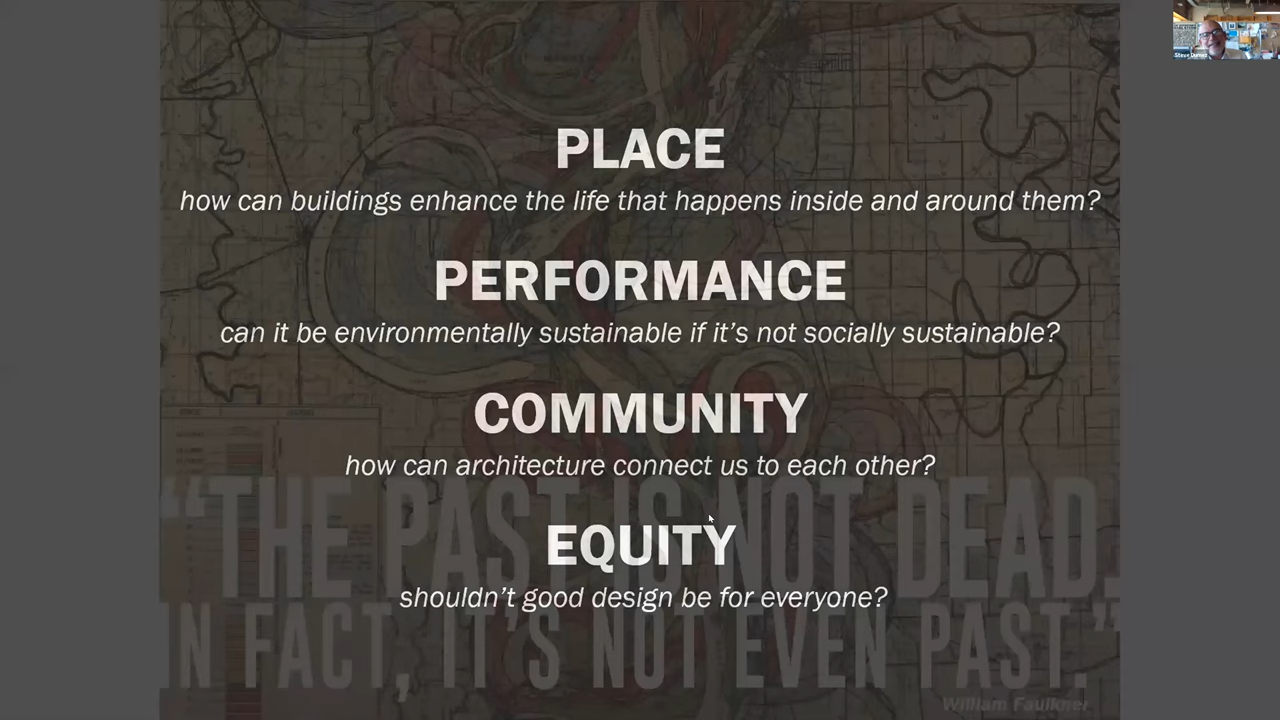 PLACE
how can buildings enhance the life that happens inside and around them?
PERFORMANCE
can it be environmentally sustainable if it’s not socially sustainable?
COMMUNITY
how can architecture connect us to each other?
EQUITY
shouldn’t good design be for everyone?
“THE PAST IS NOT DEAD.
IN FACT, IT’S NOT EVEN PAST.”
William Faulkner
Steve